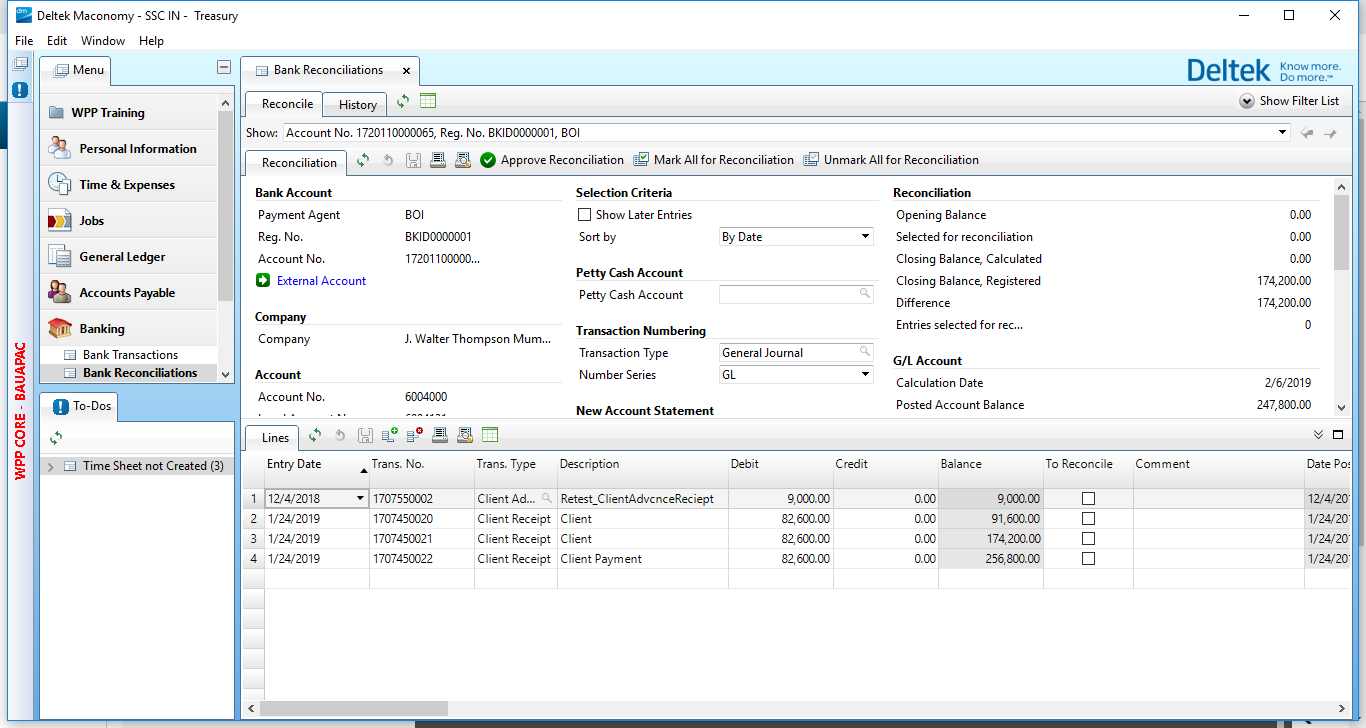 Deltek Maconomy - SSC IN - Treasury
File Edit Window Help
Menu
Bank Reconciliations
Deltek Know more. Do more.™
WPP Training
Personal Information
Time & Expenses
Jobs
General Ledger
Accounts Payable
Banking
Bank Transactions
Bank Reconciliations
WPP CORE - BAUAPAC
To-Dos
Time Sheet not Created (3)
Reconcile History Show Filter List
Show: Account No. 1720110000065, Reg. No. BKID0000001, BOI
Reconciliation Approve Reconciliation Mark All for Reconciliation Unmark All for Reconciliation
Bank Account
Payment Agent BOI
Reg. No. BKID0000001
Account No. 17201100000...
External Account
Company
Company J. Walter Thompson Mum...
Account
Account No. 6004000
Selection Criteria
Show Later Entries
Sort by By Date
Petty Cash Account
Petty Cash Account
Transaction Numbering
Transaction Type General Journal
Number Series GL
New Account Statement
Reconciliation
Opening Balance 0.00
Selected for reconciliation 0.00
Closing Balance, Calculated 0.00
Closing Balance, Registered 174,200.00
Difference 174,200.00
Entries selected for rec... 0
G/L Account
Calculation Date 2/6/2019
Posted Account Balance 247,800.00
Lines
Entry Date Trans. No. Trans. Type Description Debit Credit Balance To Reconcile Comment Date Pos
1 12/4/2018 1707550002 Client Ad... Retest_ClientAdvcnceReciept 9,000.00 0.00 9,000.00 12/4/201
2 1/24/2019 1707450020 Client Receipt Client 82,600.00 0.00 91,600.00 1/24/201
3 1/24/2019 1707450021 Client Receipt Client 82,600.00 0.00 174,200.00 1/24/201
4 1/24/2019 1707450022 Client Receipt Client Payment 82,600.00 0.00 256,800.00 1/24/201